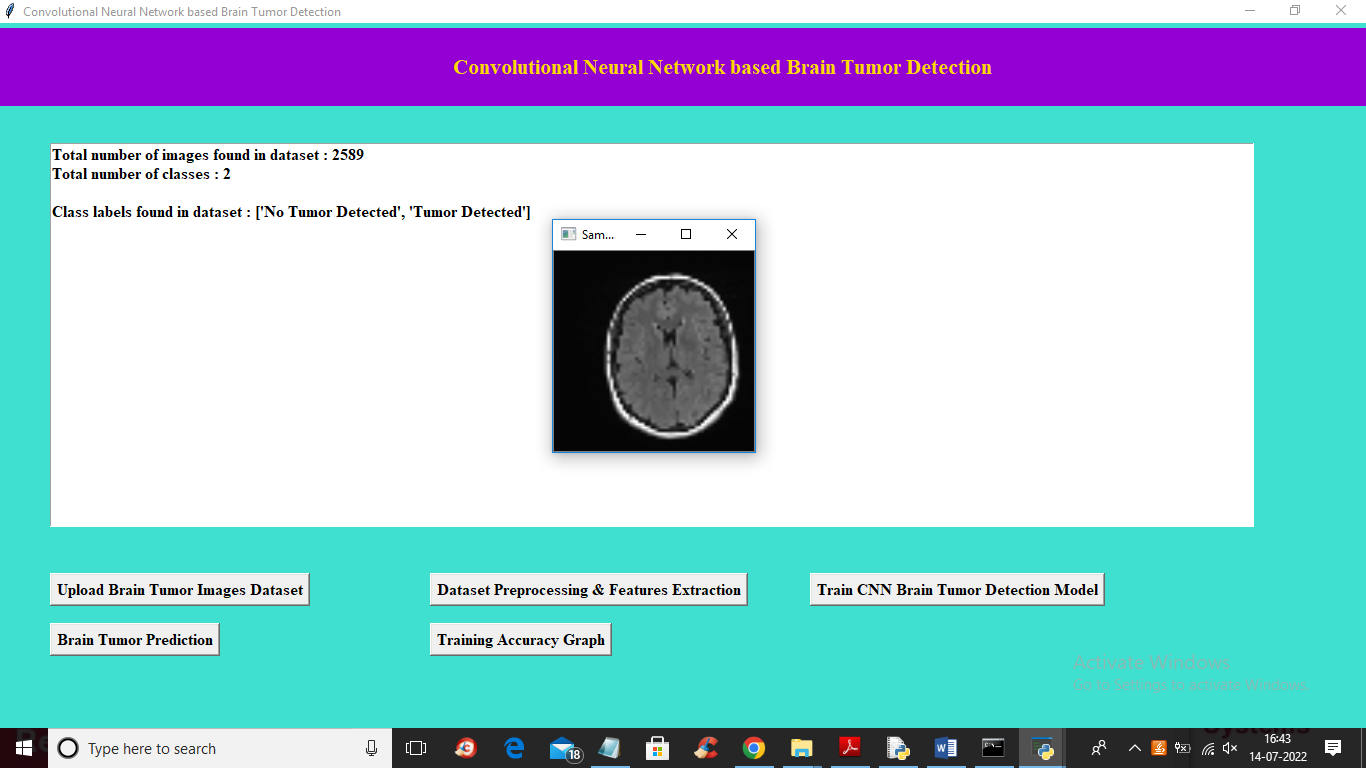 Convolutional Neural Network based Brain Tumor Detection
Convolutional Neural Network based Brain Tumor Detection
Total number of images found in dataset : 2589
Total number of classes : 2
Class labels found in dataset : ['No Tumor Detected', 'Tumor Detected']
Sam...
Upload Brain Tumor Images Dataset
Dataset Preprocessing & Features Extraction
Train CNN Brain Tumor Detection Model
Brain Tumor Prediction
Training Accuracy Graph
Activate Windows
Go to Settings to activate Windows.
Type here to search
18
16:43
14-07-2022